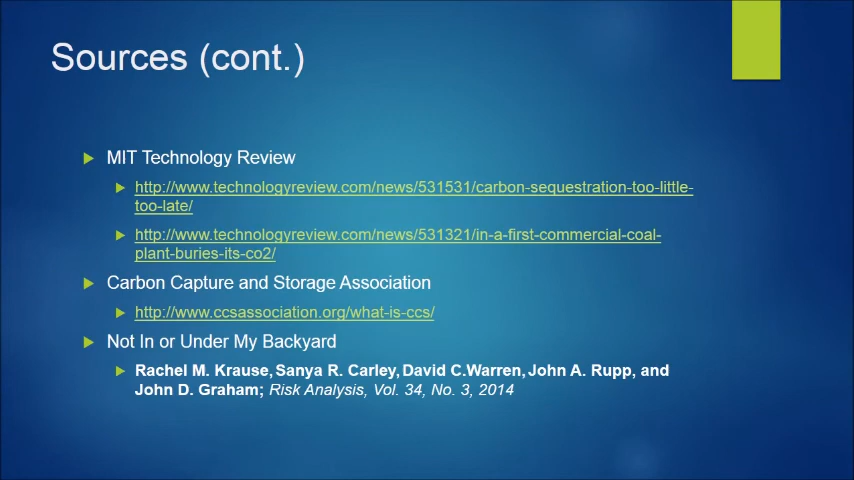 Sources (cont.)
MIT Technology Review
http://www.technologyreview.com/news/531531/carbon-sequestration-too-little-
too-late/
http://www.technologyreview.com/news/531321/in-a-first-commercial-coal-
plant-buries-its-co2/
Carbon Capture and Storage Association
http://www.ccsassociation.org/what-is-ccs/
Not In or Under My Backyard
Rachel M. Krause, Sanya R. Carley, David C.Warren, John A. Rupp, and
John D. Graham; Risk Analysis, Vol. 34, No. 3, 2014